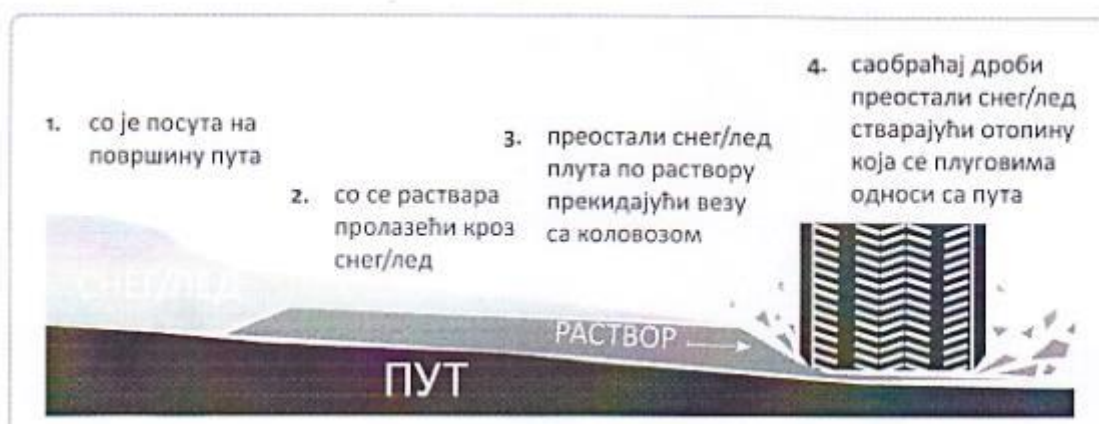 1. со је посута на
површину пута
2. со се раствара
пролазећи кроз
снег/лед
3. преостали снег/лед
плута по раствору
прекидајући везу
са коловозом
4. саобраћај дроби
преостали снег/лед
стварајући отопину
која се плуговима
односи са пута
СНЕГ/ЛЕД
РАСТВОР
ПУТ